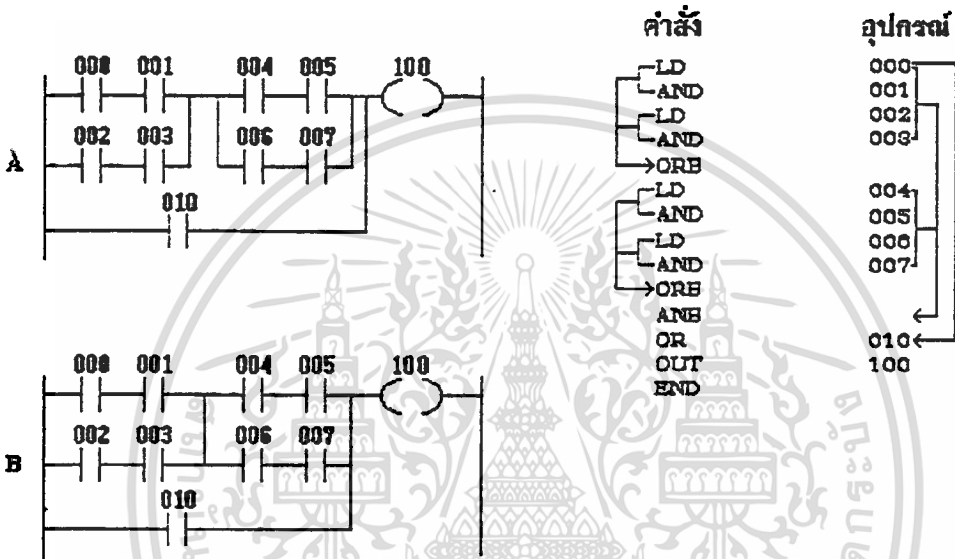 คำสั่ง อุปกรณ์
000 001 004 005 100
002 003 006 007
A
010
000 001 004 005 100
002 003 006 007
B
010
LD 000
AND 001
LD 002
AND 003
ORB
LD 004
AND 005
LD 006
AND 007
ORB
ANB
OR 010
OUT 100
END